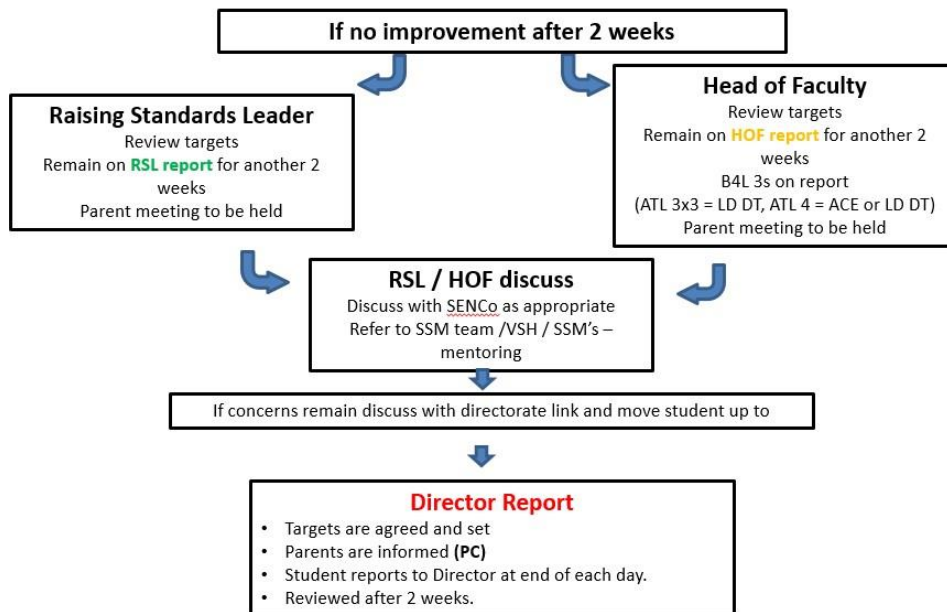 If no improvement after 2 weeks
Raising Standards Leader
Review targets
Remain on RSL report for another 2
weeks
Parent meeting to be held
Head of Faculty
Review targets
Remain on HOF report for another 2
weeks
B4L 3s on report
(ATL 3x3 = LD DT, ATL 4 = ACE or LD DT)
Parent meeting to be held
RSL / HOF discuss
Discuss with SENCo as appropriate
Refer to SSM team /VSH / SSM’s –
mentoring
If concerns remain discuss with directorate link and move student up to
Director Report
• Targets are agreed and set
• Parents are informed (PC)
• Student reports to Director at end of each day.
• Reviewed after 2 weeks.